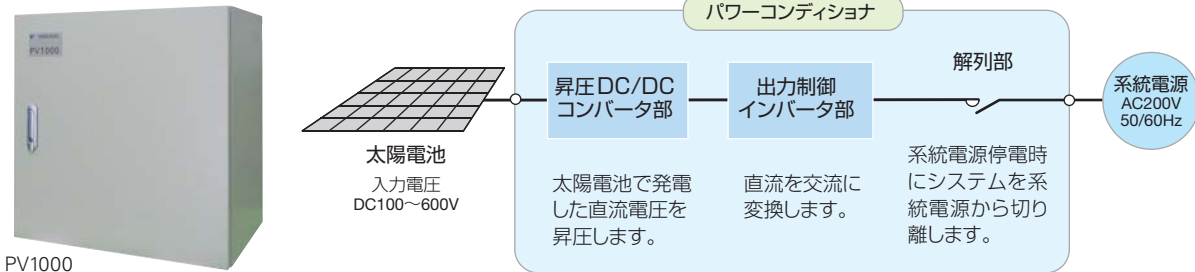 PV1000
PV1000
太陽電池
入力電圧
DC100〜600V
パワーコンディショナ
昇圧DC/DC
コンバータ部
太陽電池で発電
した直流電圧を
昇圧します。
出力制御
インバータ部
直流を交流に
変換します。
解列部
系統電源停電時
にシステムを系
統電源から切り
離します。
系統電源
AC200V
50/60Hz